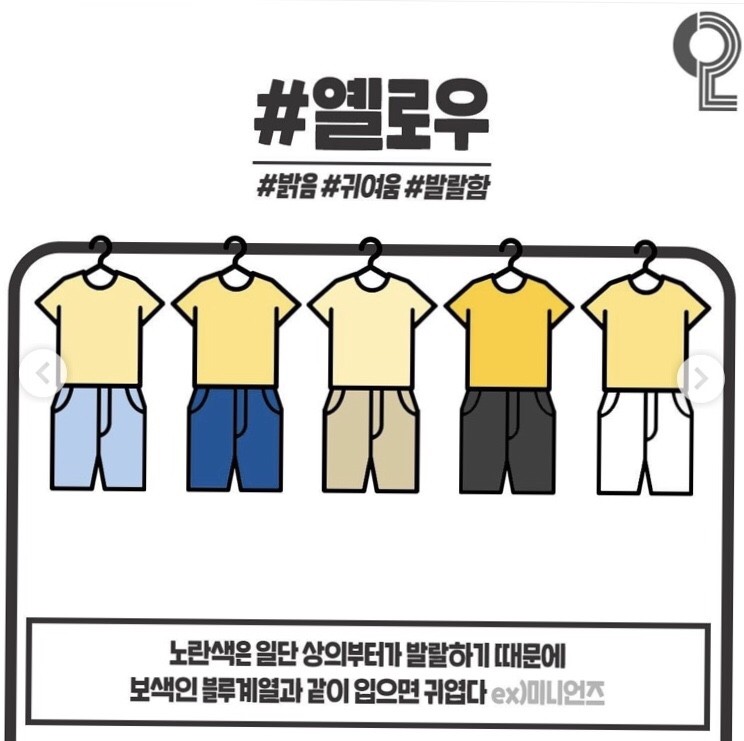 #옐로우
#밝음 #귀여움 #발랄함
노란색은 일단 상의부터가 발랄하기 때문에
보색인 블루계열과 같이 입으면 귀엽다 ex)미니언즈